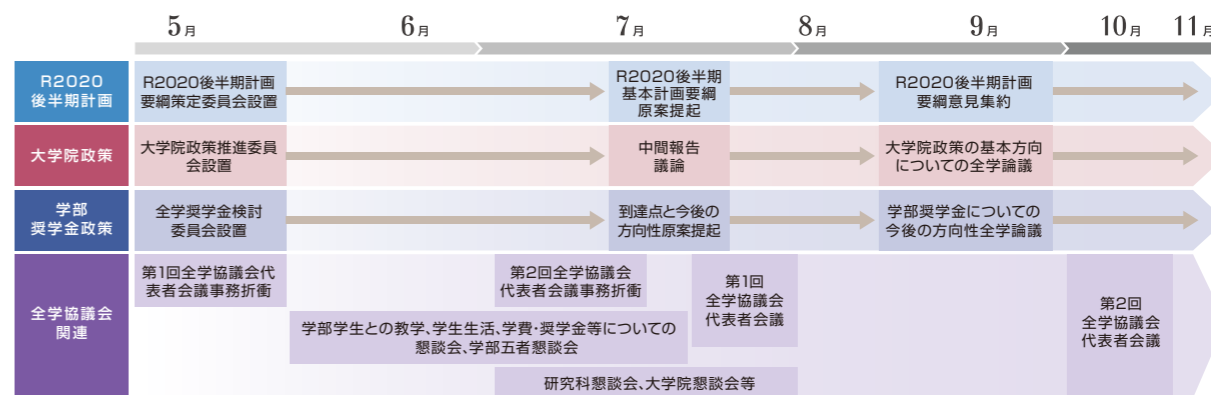 5月 6月 7月 8月 9月 10月 11月
R2020
後半期計画
R2020後半期計画
要綱策定委員会設置
R2020後半期
基本計画要綱
原案提起
R2020後半期計画
要綱意見集約
大学院政策
大学院政策推進委員
会設置
中間報告
議論
大学院政策の基本方向
についての全学論議
学部
奨学金政策
全学奨学金検討
委員会設置
到達点と今後の
方向性原案提起
学部奨学金についての
今後の方向性全学論議
全学協議会
関連
第1回全学協議会代
表者会議事務折衝
第2回全学協議会
代表者会議事務折衝
第1回
全学協議会
代表者会議
学部学生との教学、学生生活、学費・奨学金等についての
懇談会、学部五者懇談会
研究科懇談会、大学院懇談会等
第2回
全学協議会
代表者会議